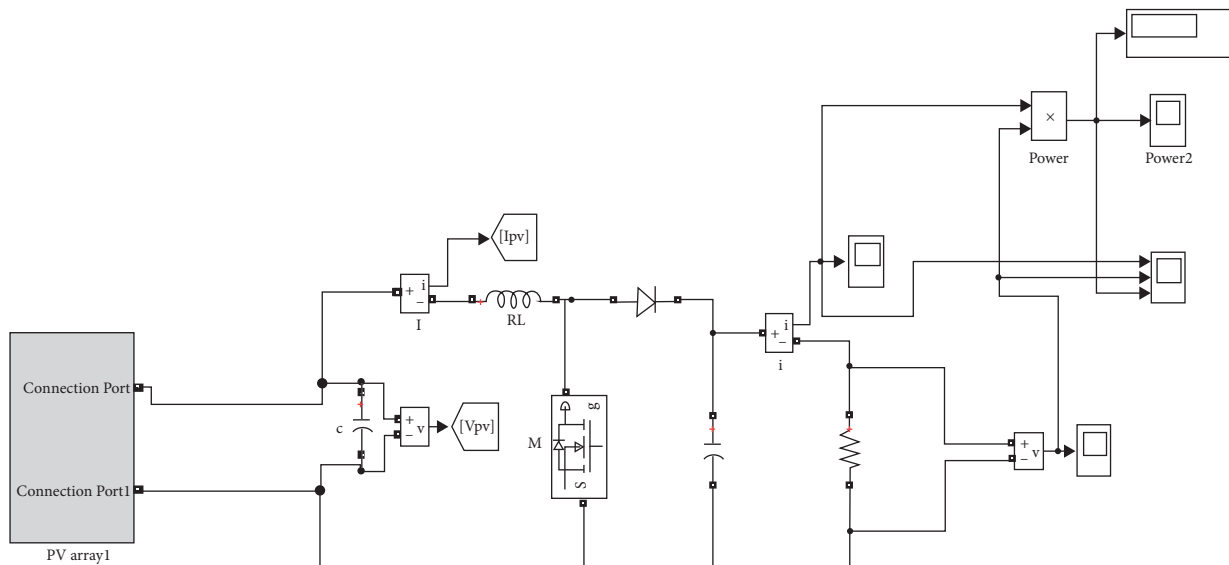 ×
Power
Power2
[Ipv]
+
i
−
I
RL
+
i
−
i
Connection Port
c
+
v
−
[Vpv]
M
g
S
+
v
−
Connection Port1
PV array1